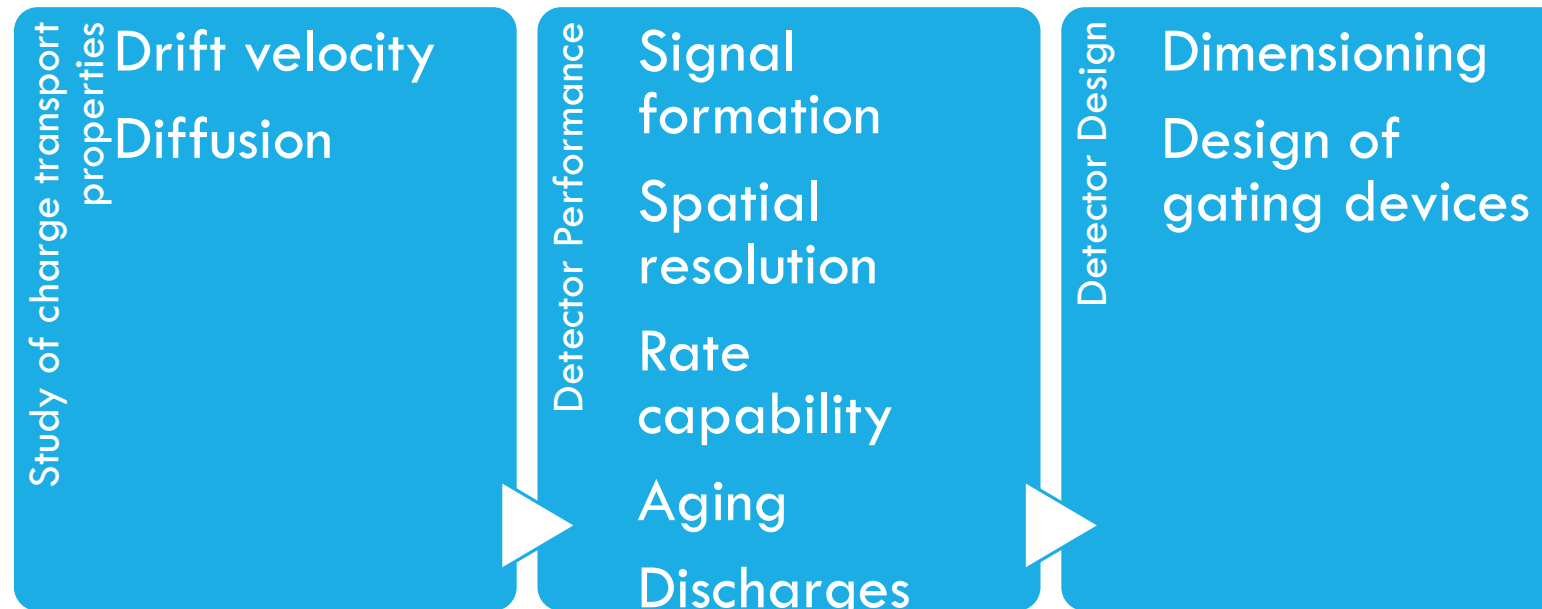 Study of charge transport
properties
Drift velocity
Diffusion
Detector Performance
Signal
formation
Spatial
resolution
Rate
capability
Aging
Discharges
Detector Design
Dimensioning
Design of
gating devices